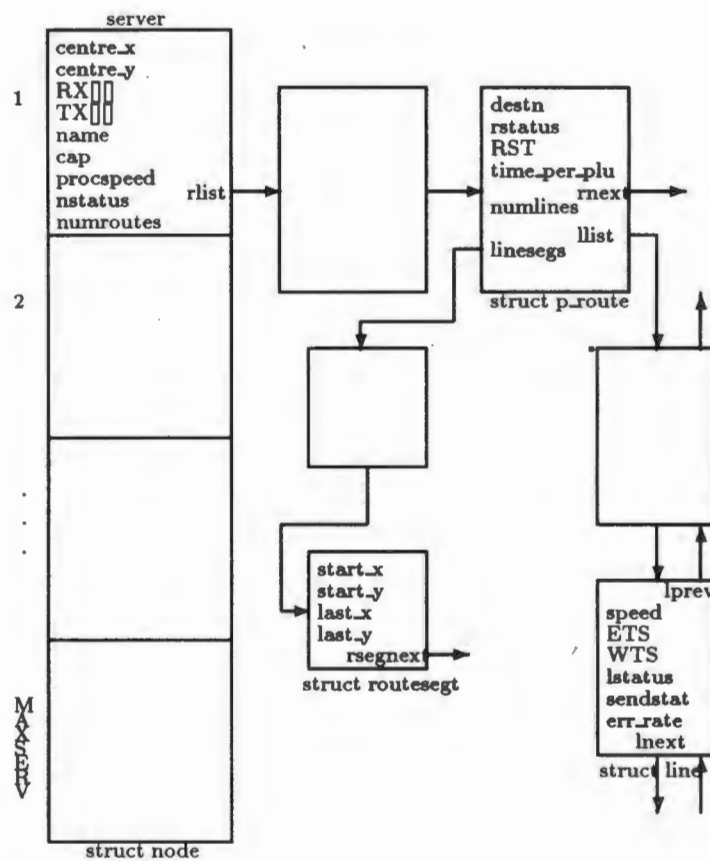 server
1
centre_x
centre_y
RX[][]
TX[][]
name
cap
procspeed
nstatus
numroutes
rlist
destn
rstatus
RST
time_per_plu
rnex
numlines
llist
linesegs
struct p_route
2
.
.
.
start_x
start_y
last_x
last_y
rsegnex
struct routesegt
lprev
speed
ETS
WTS
lstatus
sendstat
err_rate
lnext
struct line
MAXSERV
struct node